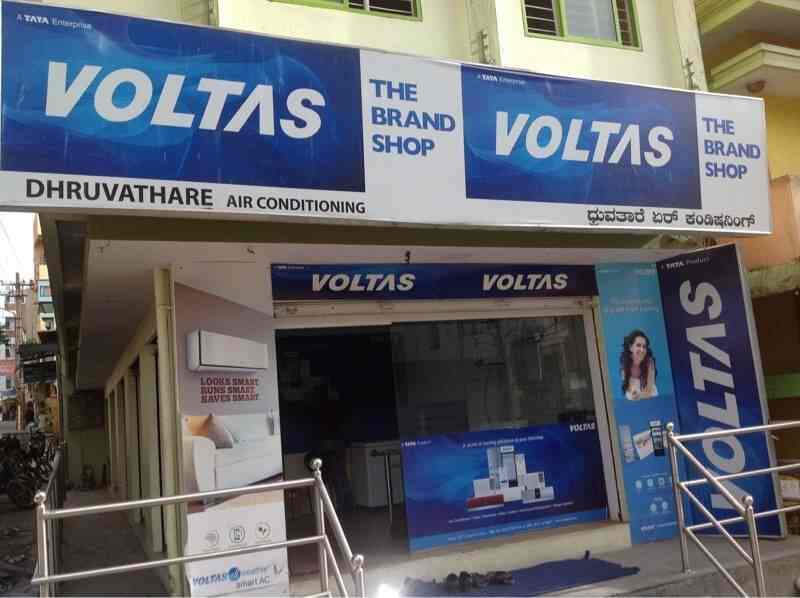 A TATA Enterprise
VOLTAS
THE
BRAND
SHOP
A TATA Enterprise
VOLTAS
THE
BRAND
SHOP
DHRUVATHARE AIR CONDITIONING
ಧ್ರುವತಾರೆ ಏರ್ ಕಂಡಿಷನಿಂಗ್
VOLTAS
VOLTAS
A TATA Product
VOLTAS
LOOKS SMART.
RUNS SMART.
SAVES SMART.
VOLTAS
VOLTAS
smart AC